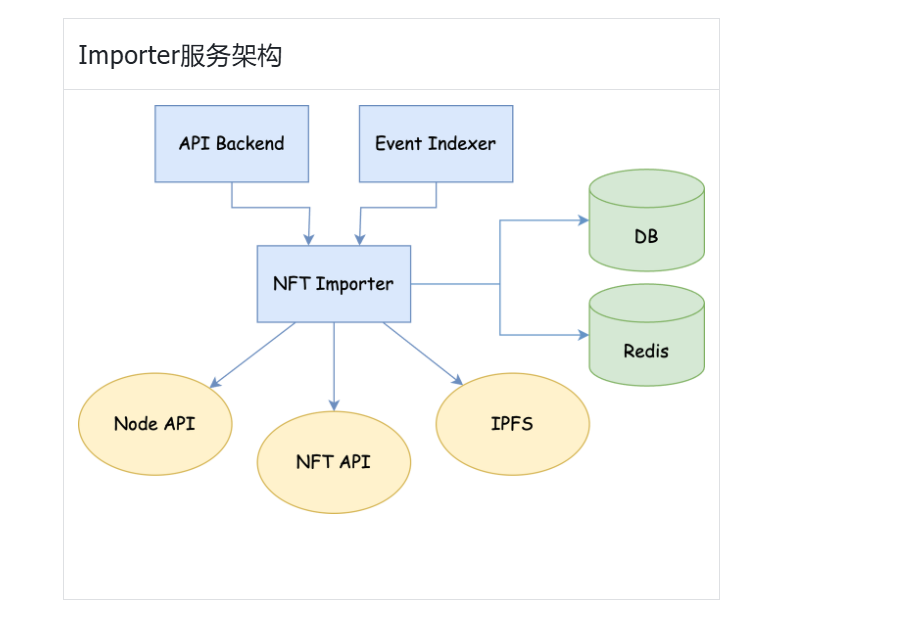 Importer服务架构
API Backend
Event Indexer
DB
NFT Importer
Redis
Node API
NFT API
IPFS